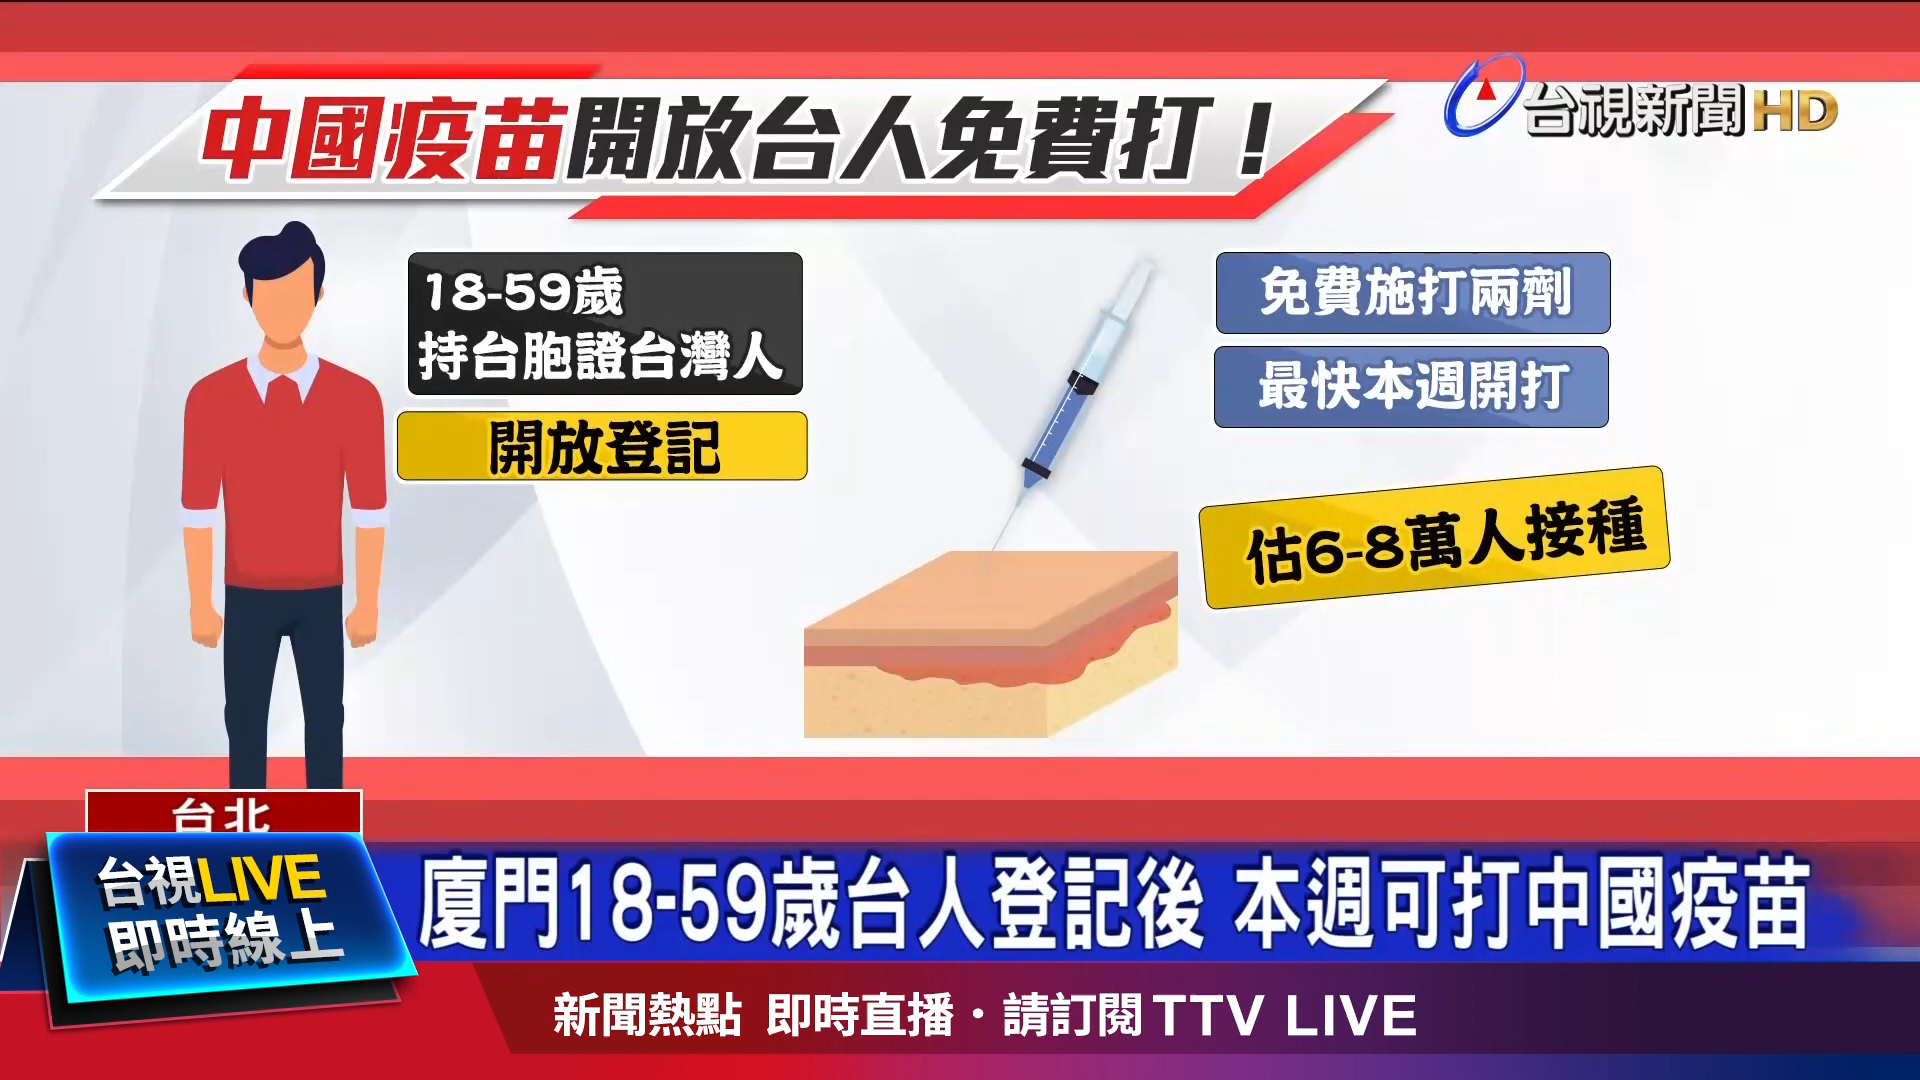 中國疫苗開放台人免費打！
台視新聞HD
18-59歲
持台胞證台灣人
開放登記
免費施打兩劑
最快本週開打
估6-8萬人接種
台北
台視LIVE
即時線上
廈門18-59歲台人登記後 本週可打中國疫苗
新聞熱點 即時直播・請訂閱TTV LIVE